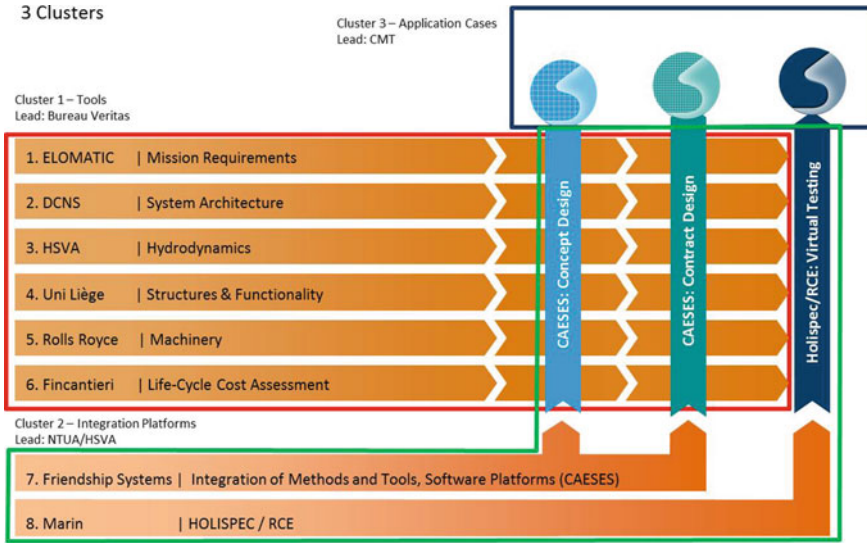 3 Clusters
Cluster 3 – Application Cases
Lead: CMT
Cluster 1 – Tools
Lead: Bureau Veritas
1. ELOMATIC | Mission Requirements
2. DCNS | System Architecture
3. HSVA | Hydrodynamics
4. Uni Liège | Structures & Functionality
5. Rolls Royce | Machinery
6. Fincantieri | Life-Cycle Cost Assessment
CAESES: Concept Design
CAESES: Contract Design
Holispec/RCE: Virtual Testing
Cluster 2 – Integration Platforms
Lead: NTUA/HSVA
7. Friendship Systems | Integration of Methods and Tools, Software Platforms (CAESES)
8. Marin | HOLISPEC / RCE